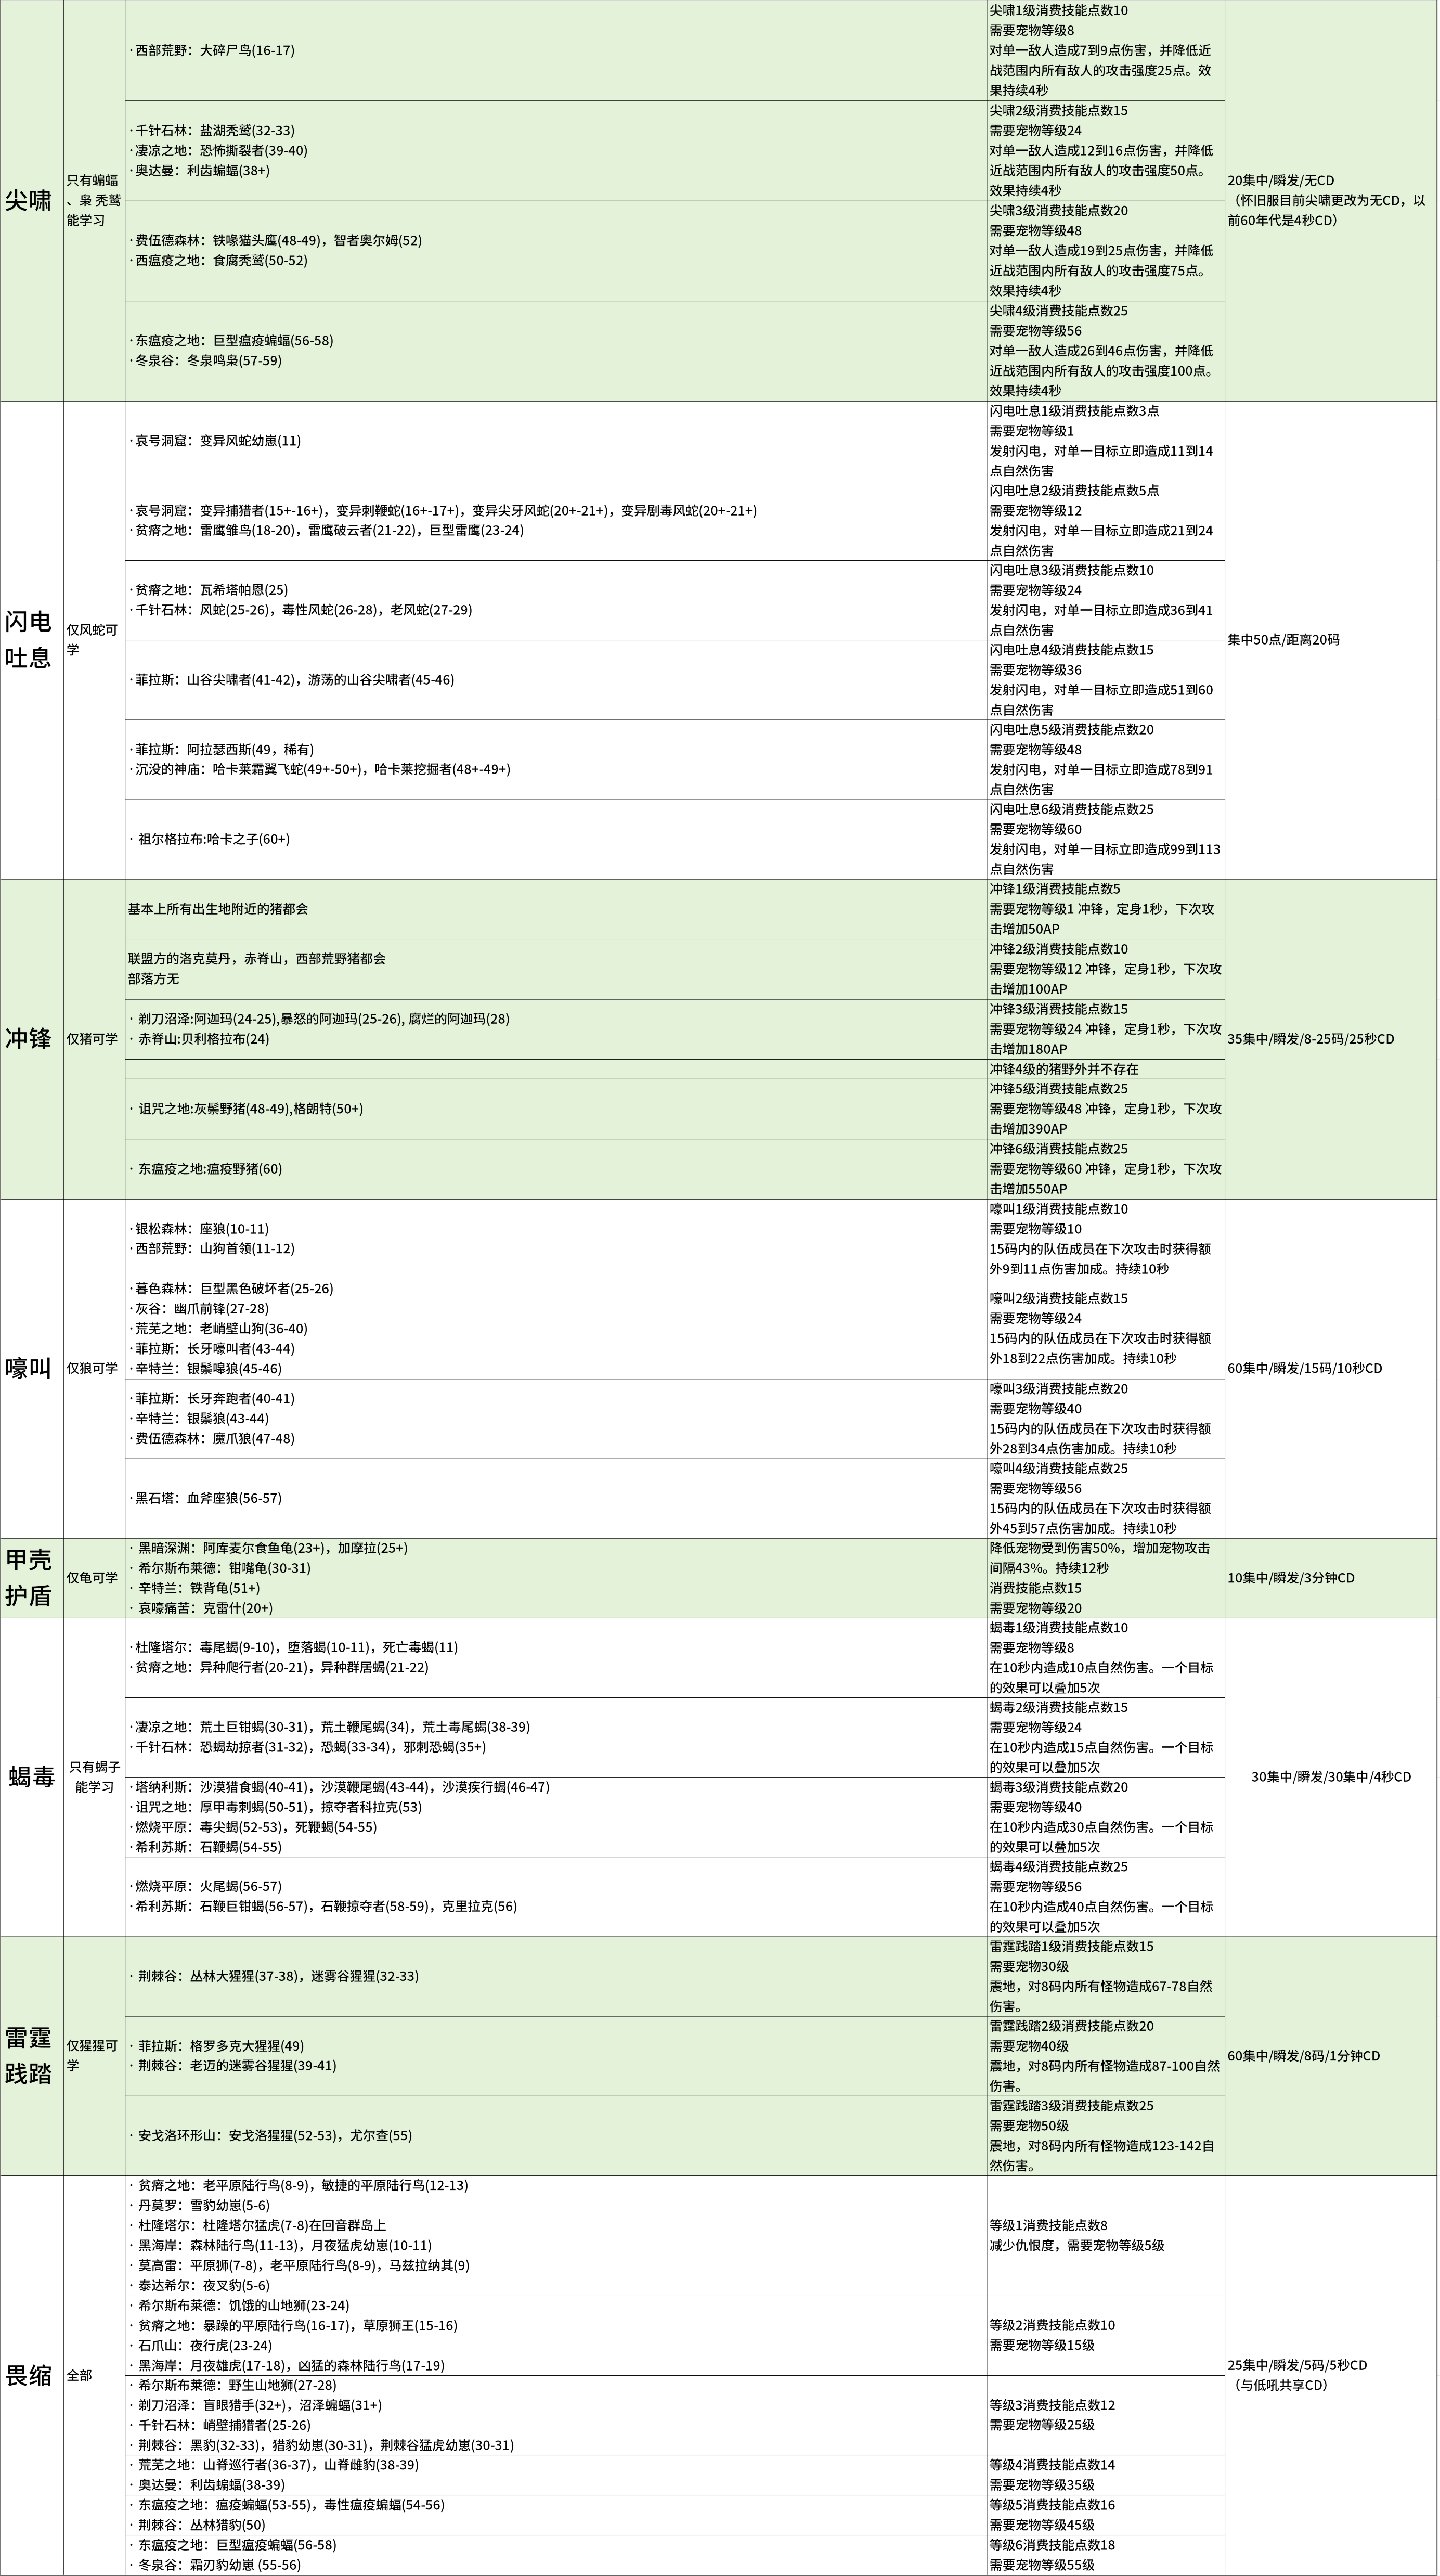 尖啸
只有蝙蝠
、枭 秃鹫
能学习
·西部荒野：大碎尸鸟(16-17)
尖啸1级消费技能点数10
需要宠物等级8
对单一敌人造成7到9点伤害，并降低近
战范围内所有敌人的攻击强度25点。效
果持续4秒
·千针石林：盐湖秃鹫(32-33)
·凄凉之地：恐怖撕裂者(39-40)
·奥达曼：利齿蝙蝠(38+)
尖啸2级消费技能点数15
需要宠物等级24
对单一敌人造成12到16点伤害，并降低
近战范围内所有敌人的攻击强度50点。
效果持续4秒
·费伍德森林：铁喙猫头鹰(48-49)，智者奥尔姆(52)
·西瘟疫之地：食腐秃鹫(50-52)
尖啸3级消费技能点数20
需要宠物等级48
对单一敌人造成19到25点伤害，并降低
近战范围内所有敌人的攻击强度75点。
效果持续4秒
·东瘟疫之地：巨型瘟疫蝙蝠(56-58)
·冬泉谷：冬泉鸣枭(57-59)
尖啸4级消费技能点数25
需要宠物等级56
对单一敌人造成26到46点伤害，并降低
近战范围内所有敌人的攻击强度100点。
效果持续4秒
20集中/瞬发/无CD
（怀旧服目前尖啸更改为无CD，以
前60年代是4秒CD）
闪电
吐息
仅风蛇可
学
·哀号洞窟：变异风蛇幼崽(11)
闪电吐息1级消费技能点数3点
需要宠物等级1
发射闪电，对单一目标立即造成11到14
点自然伤害
·哀号洞窟：变异捕猎者(15+-16+)，变异刺鞭蛇(16+-17+)，变异尖牙风蛇(20+-21+)，变异剧毒风蛇(20+-21+)
·贫瘠之地：雷鹰雏鸟(18-20)，雷鹰破云者(21-22)，巨型雷鹰(23-24)
闪电吐息2级消费技能点数5点
需要宠物等级12
发射闪电，对单一目标立即造成21到24
点自然伤害
·贫瘠之地：瓦希塔帕恩(25)
·千针石林：风蛇(25-26)，毒性风蛇(26-28)，老风蛇(27-29)
闪电吐息3级消费技能点数10
需要宠物等级24
发射闪电，对单一目标立即造成36到41
点自然伤害
·菲拉斯：山谷尖啸者(41-42)，游荡的山谷尖啸者(45-46)
闪电吐息4级消费技能点数15
需要宠物等级36
发射闪电，对单一目标立即造成51到60
点自然伤害
·菲拉斯：阿拉瑟西斯(49，稀有)
·沉没的神庙：哈卡莱霜翼飞蛇(49+-50+)，哈卡莱挖掘者(48+-49+)
闪电吐息5级消费技能点数20
需要宠物等级48
发射闪电，对单一目标立即造成78到91
点自然伤害
· 祖尔格拉布:哈卡之子(60+)
闪电吐息6级消费技能点数25
需要宠物等级60
发射闪电，对单一目标立即造成99到113
点自然伤害
集中50点/距离20码
冲锋
仅猪可学
基本上所有出生地附近的猪都会
冲锋1级消费技能点数5
需要宠物等级1 冲锋，定身1秒，下次攻
击增加50AP
联盟方的洛克莫丹，赤脊山，西部荒野猪都会
部落方无
冲锋2级消费技能点数10
需要宠物等级12 冲锋，定身1秒，下次攻
击增加100AP
· 剃刀沼泽:阿迦玛(24-25),暴怒的阿迦玛(25-26), 腐烂的阿迦玛(28)
· 赤脊山:贝利格拉布(24)
冲锋3级消费技能点数15
需要宠物等级24 冲锋，定身1秒，下次攻
击增加180AP
冲锋4级的猪野外并不存在
· 诅咒之地:灰鬃野猪(48-49),格朗特(50+)
冲锋5级消费技能点数25
需要宠物等级48 冲锋，定身1秒，下次攻
击增加390AP
· 东瘟疫之地:瘟疫野猪(60)
冲锋6级消费技能点数25
需要宠物等级60 冲锋，定身1秒，下次攻
击增加550AP
35集中/瞬发/8-25码/25秒CD
嚎叫
仅狼可学
·银松森林：座狼(10-11)
·西部荒野：山狗首领(11-12)
嚎叫1级消费技能点数10
需要宠物等级10
15码内的队伍成员在下次攻击时获得额
外9到11点伤害加成。持续10秒
·暮色森林：巨型黑色破坏者(25-26)
·灰谷：幽爪前锋(27-28)
·荒芜之地：老峭壁山狗(36-40)
·菲拉斯：长牙嚎叫者(43-44)
·辛特兰：银鬃嗥狼(45-46)
嚎叫2级消费技能点数15
需要宠物等级24
15码内的队伍成员在下次攻击时获得额
外18到22点伤害加成。持续10秒
·菲拉斯：长牙奔跑者(40-41)
·辛特兰：银鬃狼(43-44)
·费伍德森林：魔爪狼(47-48)
嚎叫3级消费技能点数20
需要宠物等级40
15码内的队伍成员在下次攻击时获得额
外28到34点伤害加成。持续10秒
·黑石塔：血斧座狼(56-57)
嚎叫4级消费技能点数25
需要宠物等级56
15码内的队伍成员在下次攻击时获得额
外45到57点伤害加成。持续10秒
60集中/瞬发/15码/10秒CD
甲壳
护盾
仅龟可学
· 黑暗深渊：阿库麦尔食鱼龟(23+)，加摩拉(25+)
· 希尔斯布莱德：钳嘴龟(30-31)
· 辛特兰：铁背龟(51+)
· 哀嚎痛苦：克雷什(20+)
降低宠物受到伤害50%，增加宠物攻击
间隔43%。持续12秒
消费技能点数15
需要宠物等级20
10集中/瞬发/3分钟CD
蝎毒
只有蝎子
能学习
·杜隆塔尔：毒尾蝎(9-10)，堕落蝎(10-11)，死亡毒蝎(11)
·贫瘠之地：异种爬行者(20-21)，异种群居蝎(21-22)
蝎毒1级消费技能点数10
需要宠物等级8
在10秒内造成10点自然伤害。一个目标
的效果可以叠加5次
·凄凉之地：荒土巨钳蝎(30-31)，荒土鞭尾蝎(34)，荒土毒尾蝎(38-39)
·千针石林：恐蝎劫掠者(31-32)，恐蝎(33-34)，邪刺恐蝎(35+)
蝎毒2级消费技能点数15
需要宠物等级24
在10秒内造成15点自然伤害。一个目标
的效果可以叠加5次
·塔纳利斯：沙漠猎食蝎(40-41)，沙漠鞭尾蝎(43-44)，沙漠疾行蝎(46-47)
·诅咒之地：厚甲毒刺蝎(50-51)，掠夺者科拉克(53)
·燃烧平原：毒尖蝎(52-53)，死鞭蝎(54-55)
·希利苏斯：石鞭蝎(54-55)
蝎毒3级消费技能点数20
需要宠物等级40
在10秒内造成30点自然伤害。一个目标
的效果可以叠加5次
·燃烧平原：火尾蝎(56-57)
·希利苏斯：石鞭巨钳蝎(56-57)，石鞭掠夺者(58-59)，克里拉克(56)
蝎毒4级消费技能点数25
需要宠物等级56
在10秒内造成40点自然伤害。一个目标
的效果可以叠加5次
30集中/瞬发/30集中/4秒CD
雷霆
践踏
仅猩猩可
学
· 荆棘谷：丛林大猩猩(37-38)，迷雾谷猩猩(32-33)
雷霆践踏1级消费技能点数15
需要宠物30级
震地，对8码内所有怪物造成67-78自然
伤害。
· 菲拉斯：格罗多克大猩猩(49)
· 荆棘谷：老迈的迷雾谷猩猩(39-41)
雷霆践踏2级消费技能点数20
需要宠物40级
震地，对8码内所有怪物造成87-100自然
伤害。
· 安戈洛环形山：安戈洛猩猩(52-53)，尤尔查(55)
雷霆践踏3级消费技能点数25
需要宠物50级
震地，对8码内所有怪物造成123-142自
然伤害。
60集中/瞬发/8码/1分钟CD
畏缩
全部
· 贫瘠之地：老平原陆行鸟(8-9)，敏捷的平原陆行鸟(12-13)
· 丹莫罗：雪豹幼崽(5-6)
· 杜隆塔尔：杜隆塔尔猛虎(7-8)在回音群岛上
· 黑海岸：森林陆行鸟(11-13)，月夜猛虎幼崽(10-11)
· 莫高雷：平原狮(7-8)，老平原陆行鸟(8-9)，马兹拉纳其(9)
· 泰达希尔：夜叉豹(5-6)
等级1消费技能点数8
减少仇恨度，需要宠物等级5级
· 希尔斯布莱德：饥饿的山地狮(23-24)
· 贫瘠之地：暴躁的平原陆行鸟(16-17)，草原狮王(15-16)
· 石爪山：夜行虎(23-24)
· 黑海岸：月夜雄虎(17-18)，凶猛的森林陆行鸟(17-19)
等级2消费技能点数10
需要宠物等级15级
· 希尔斯布莱德：野生山地狮(27-28)
· 剃刀沼泽：盲眼猎手(32+)，沼泽蝙蝠(31+)
· 千针石林：峭壁捕猎者(25-26)
· 荆棘谷：黑豹(32-33)，猎豹幼崽(30-31)，荆棘谷猛虎幼崽(30-31)
等级3消费技能点数12
需要宠物等级25级
· 荒芜之地：山脊巡行者(36-37)，山脊雌豹(38-39)
· 奥达曼：利齿蝙蝠(38-39)
等级4消费技能点数14
需要宠物等级35级
· 东瘟疫之地：瘟疫蝙蝠(53-55)，毒性瘟疫蝙蝠(54-56)
· 荆棘谷：丛林猎豹(50)
等级5消费技能点数16
需要宠物等级45级
· 东瘟疫之地：巨型瘟疫蝙蝠(56-58)
· 冬泉谷：霜刃豹幼崽 (55-56)
等级6消费技能点数18
需要宠物等级55级
25集中/瞬发/5码/5秒CD
（与低吼共享CD）